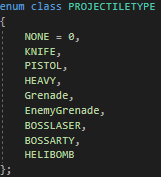 enum class PROJECTILETYPE
{
NONE = 0,
KNIFE,
PISTOL,
HEAVY,
Grenade,
EnemyGrenade,
BOSSLASER,
BOSSARTY,
HELIBOMB
};